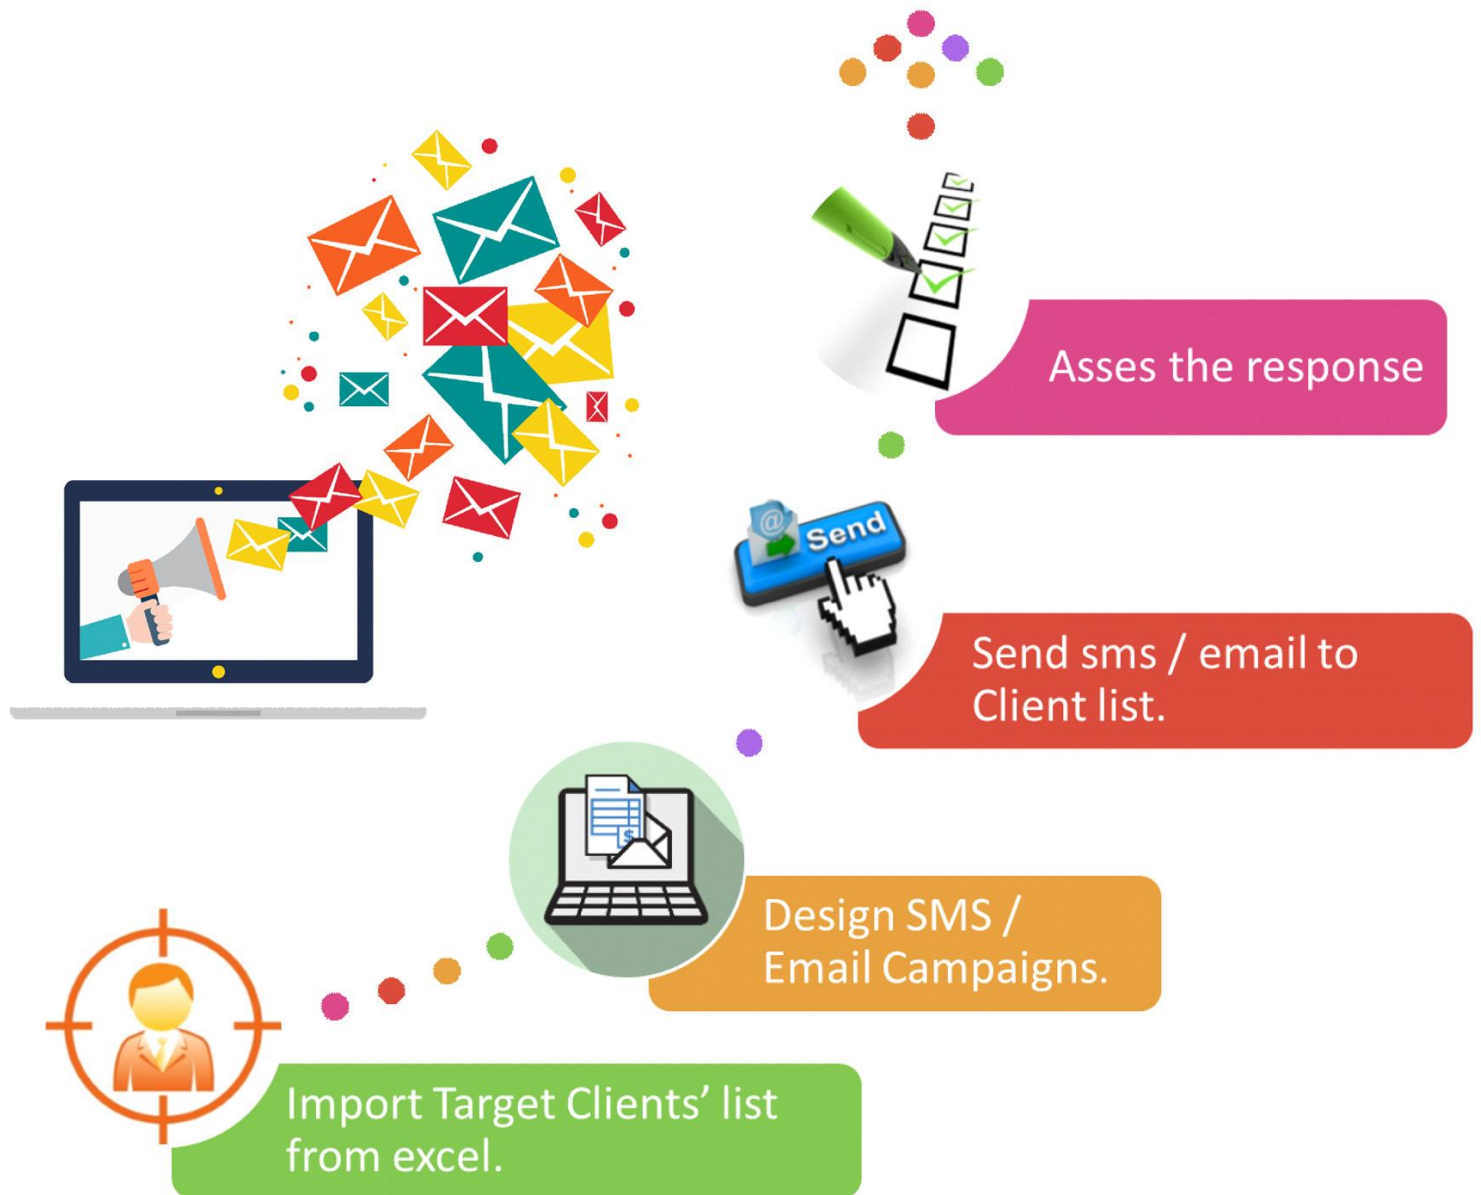 Asses the response
Send
Send sms / email to
Client list.
Design SMS /
Email Campaigns.
Import Target Clients’ list
from excel.